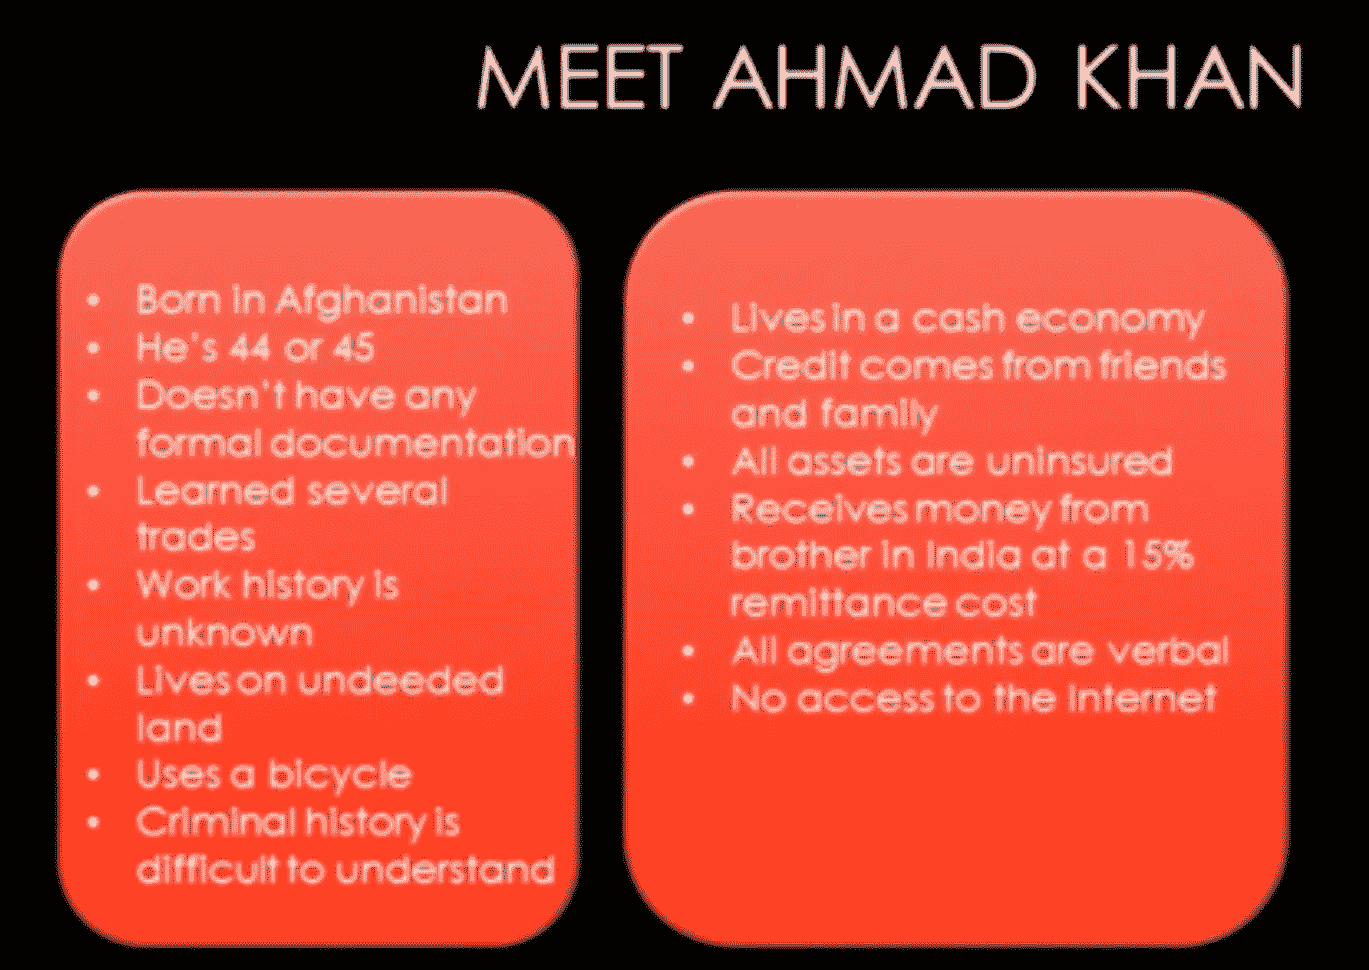 MEET AHMAD KHAN
• Born in Afghanistan
• He's 44 or 45
• Doesn't have any
formal documentation
• Learned several
trades
• Work history is
unknown
• Lives on undeeded
land
• Uses a bicycle
• Criminal history is
difficult to understand
• Lives in a cash economy
• Credit comes from friends
and family
• All assets are uninsured
• Receives money from
brother in India at a 15%
remittance cost
• All agreements are verbal
• No access to the Internet